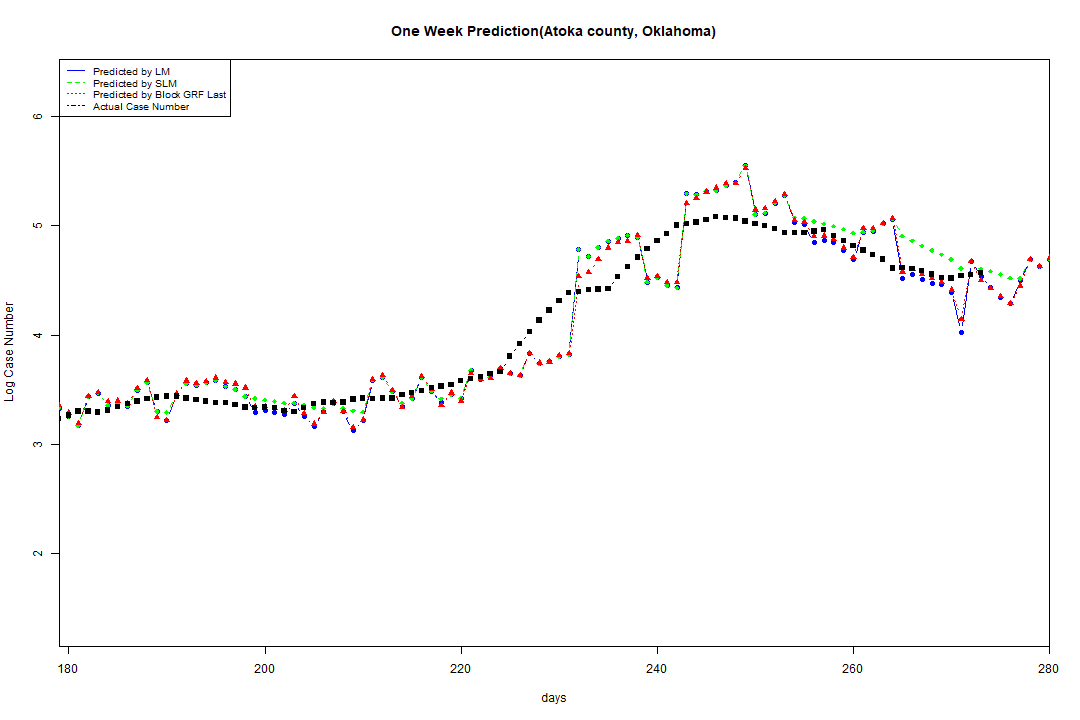 One Week Prediction(Atoka county, Oklahoma)
Predicted by LM
Predicted by SLM
Predicted by Block GRF Last
Actual Case Number
6
5
4
3
2
Log Case Number
180 200 220 240 260 280
days